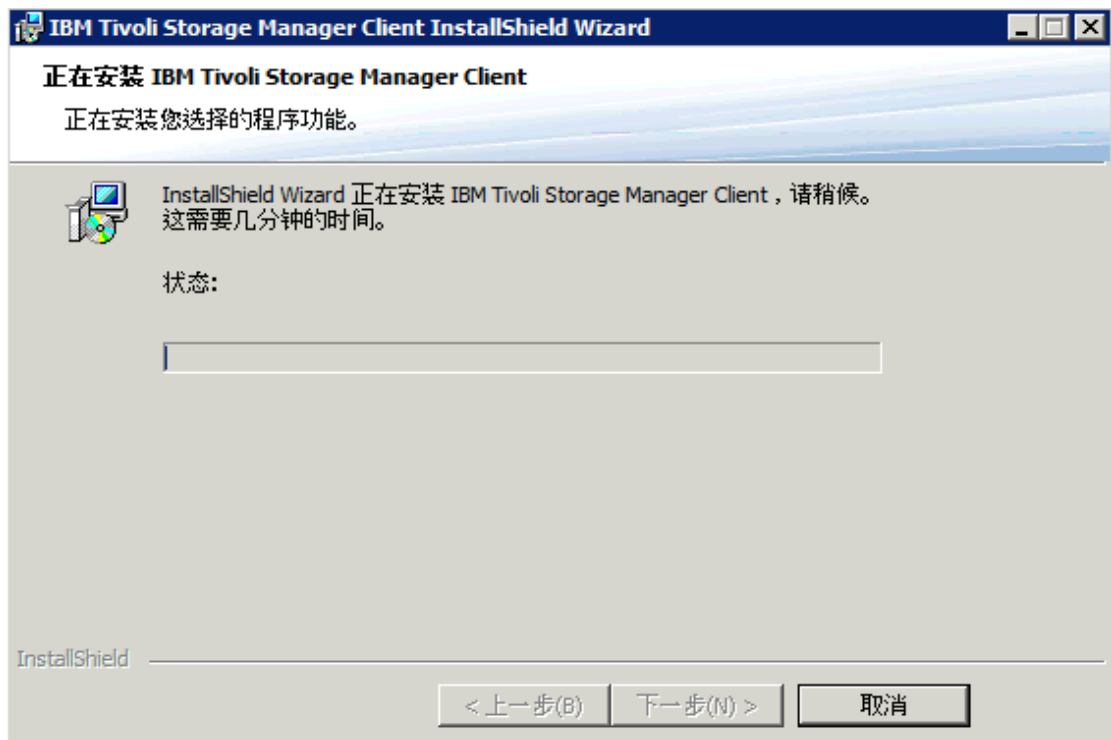 IBM Tivoli Storage Manager Client InstallShield Wizard
正在安装 IBM Tivoli Storage Manager Client
正在安装您选择的程序功能。
InstallShield Wizard 正在安装 IBM Tivoli Storage Manager Client，请稍候。
这需要几分钟的时间。
状态:
InstallShield
< 上一步(B) 下一步(N) > 取消